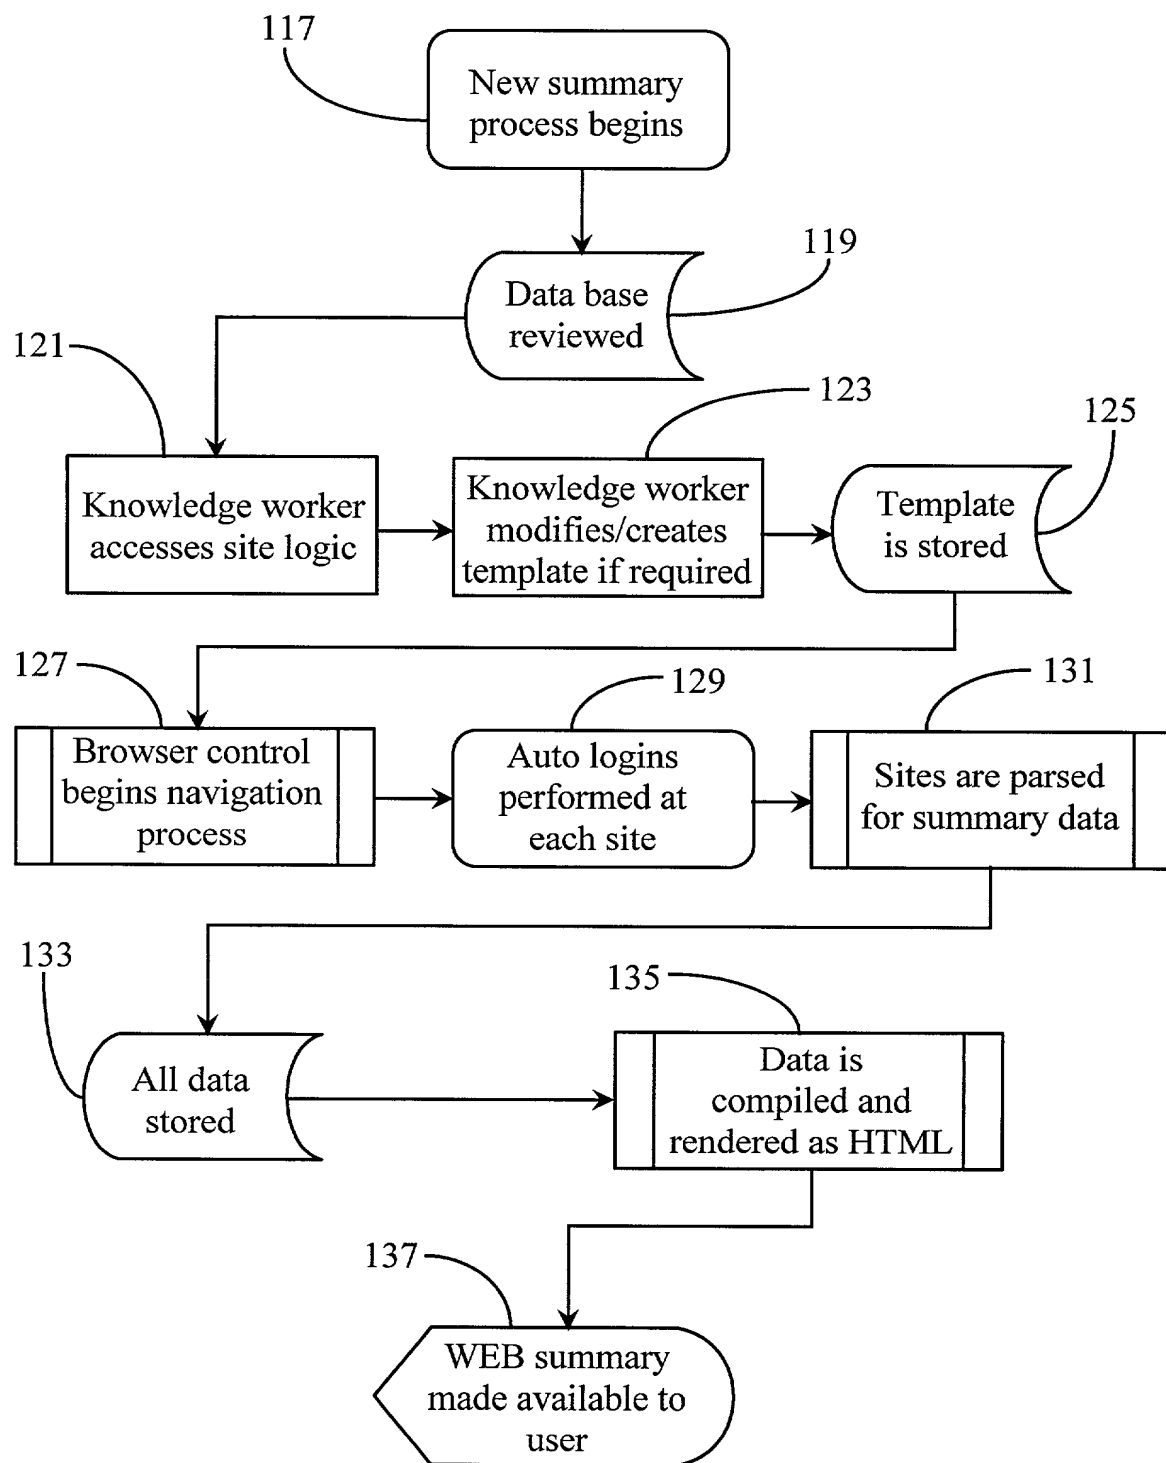 117
New summary
process begins
119
Data base
reviewed
121
Knowledge worker
accesses site logic
123
Knowledge worker
modifies/creates
template if required
125
Template
is stored
127
Browser control
begins navigation
process
129
Auto logins
performed at
each site
131
Sites are parsed
for summary data
133
All data
stored
135
Data is
compiled and
rendered as HTML
137
WEB summary
made available to
user